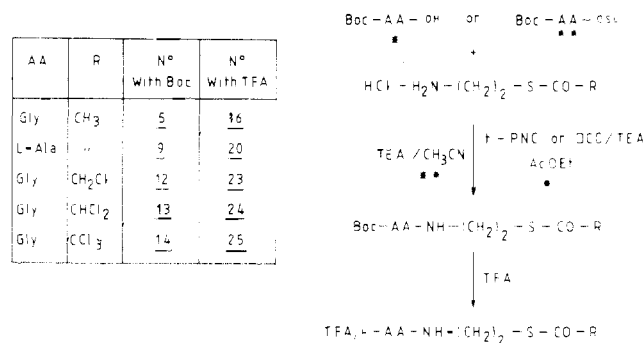 AA R N° With Boc N° With TFA
Gly CH3 5 16
L-Ala " 9 20
Gly CH2Cl 12 23
Gly CHCl2 13 24
Gly CCl3 14 25
Boc-AA-OH or Boc-AA-OSu
* **
+
HCl-H2N-(CH2)2-S-CO-R
TEA/CH3CN
**
t-PNC or DCC/TEA
AcOEt
*
Boc-AA-NH-(CH2)2-S-CO-R
TFA
TFA,H-AA-NH-(CH2)2-S-CO-R